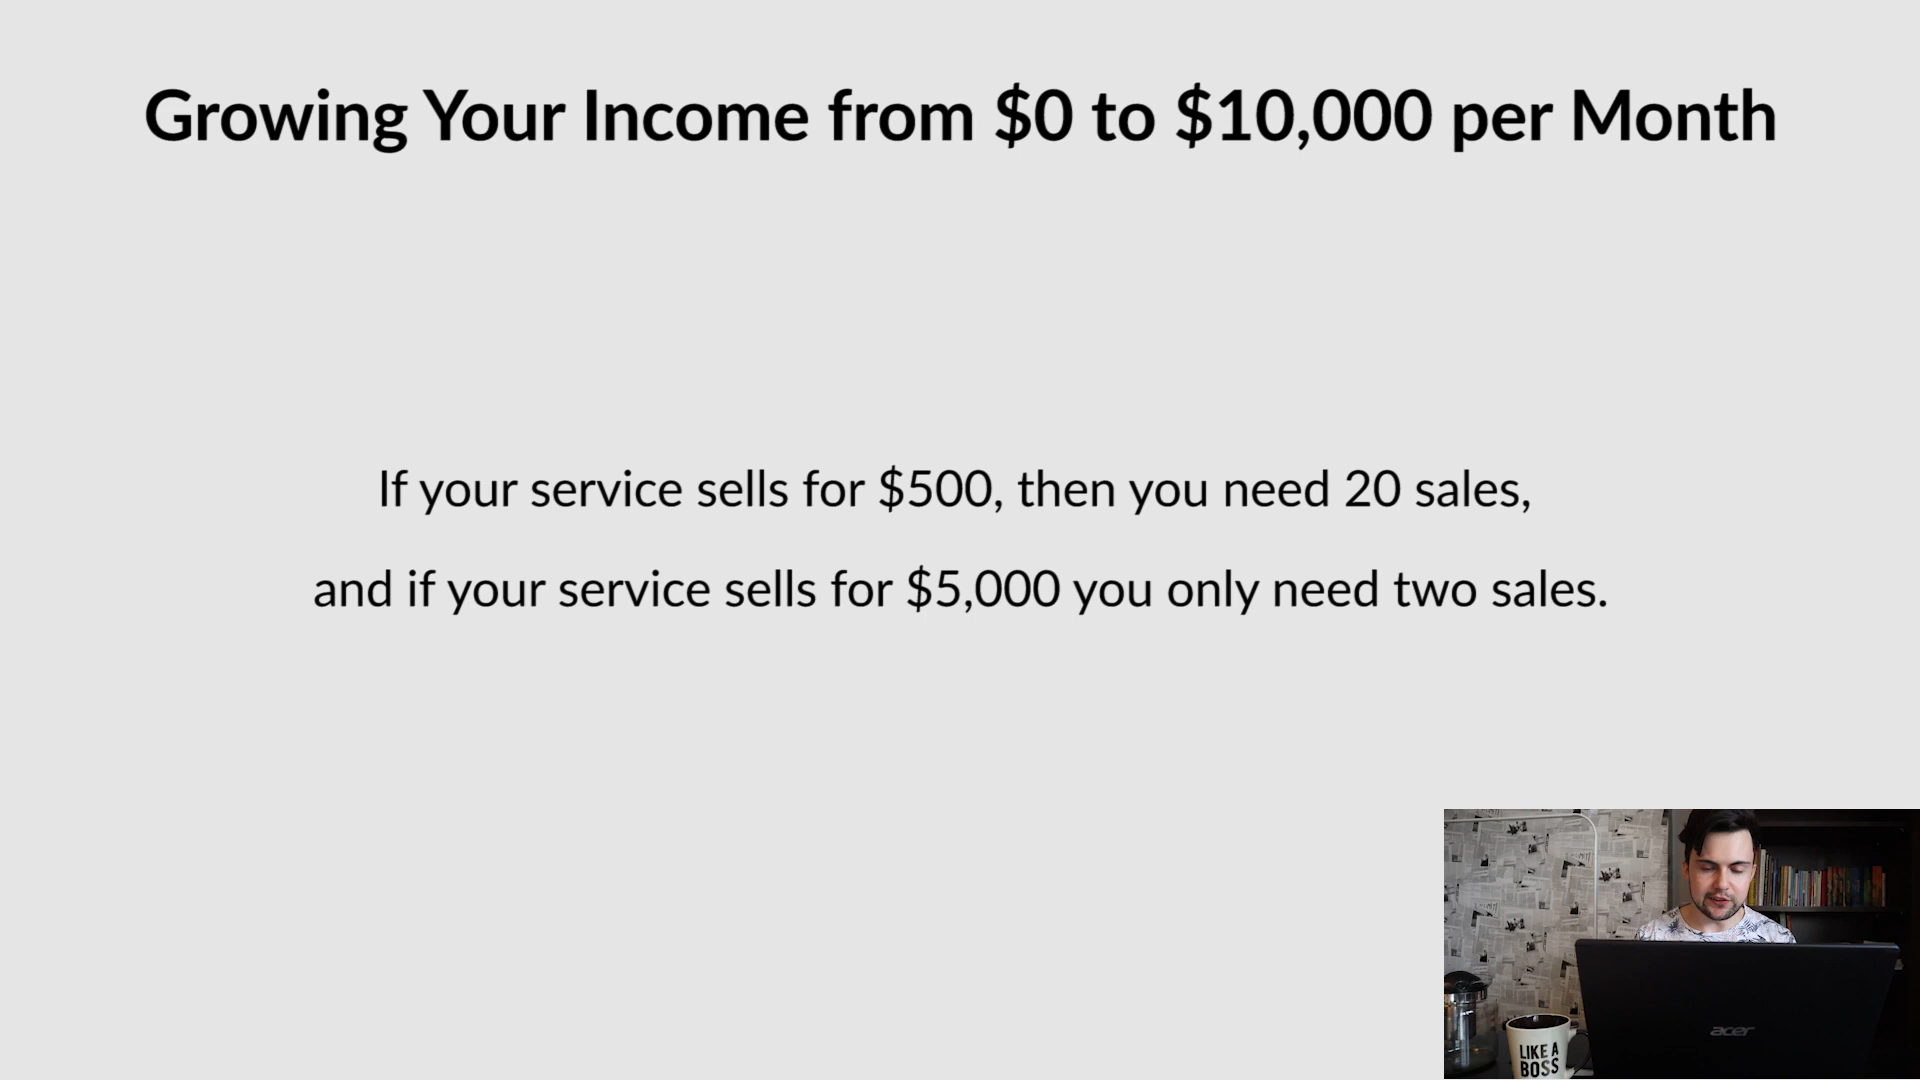 Growing Your Income from $0 to $10,000 per Month
If your service sells for $500, then you need 20 sales,
and if your service sells for $5,000 you only need two sales.
LIKE A
BOSS
acer